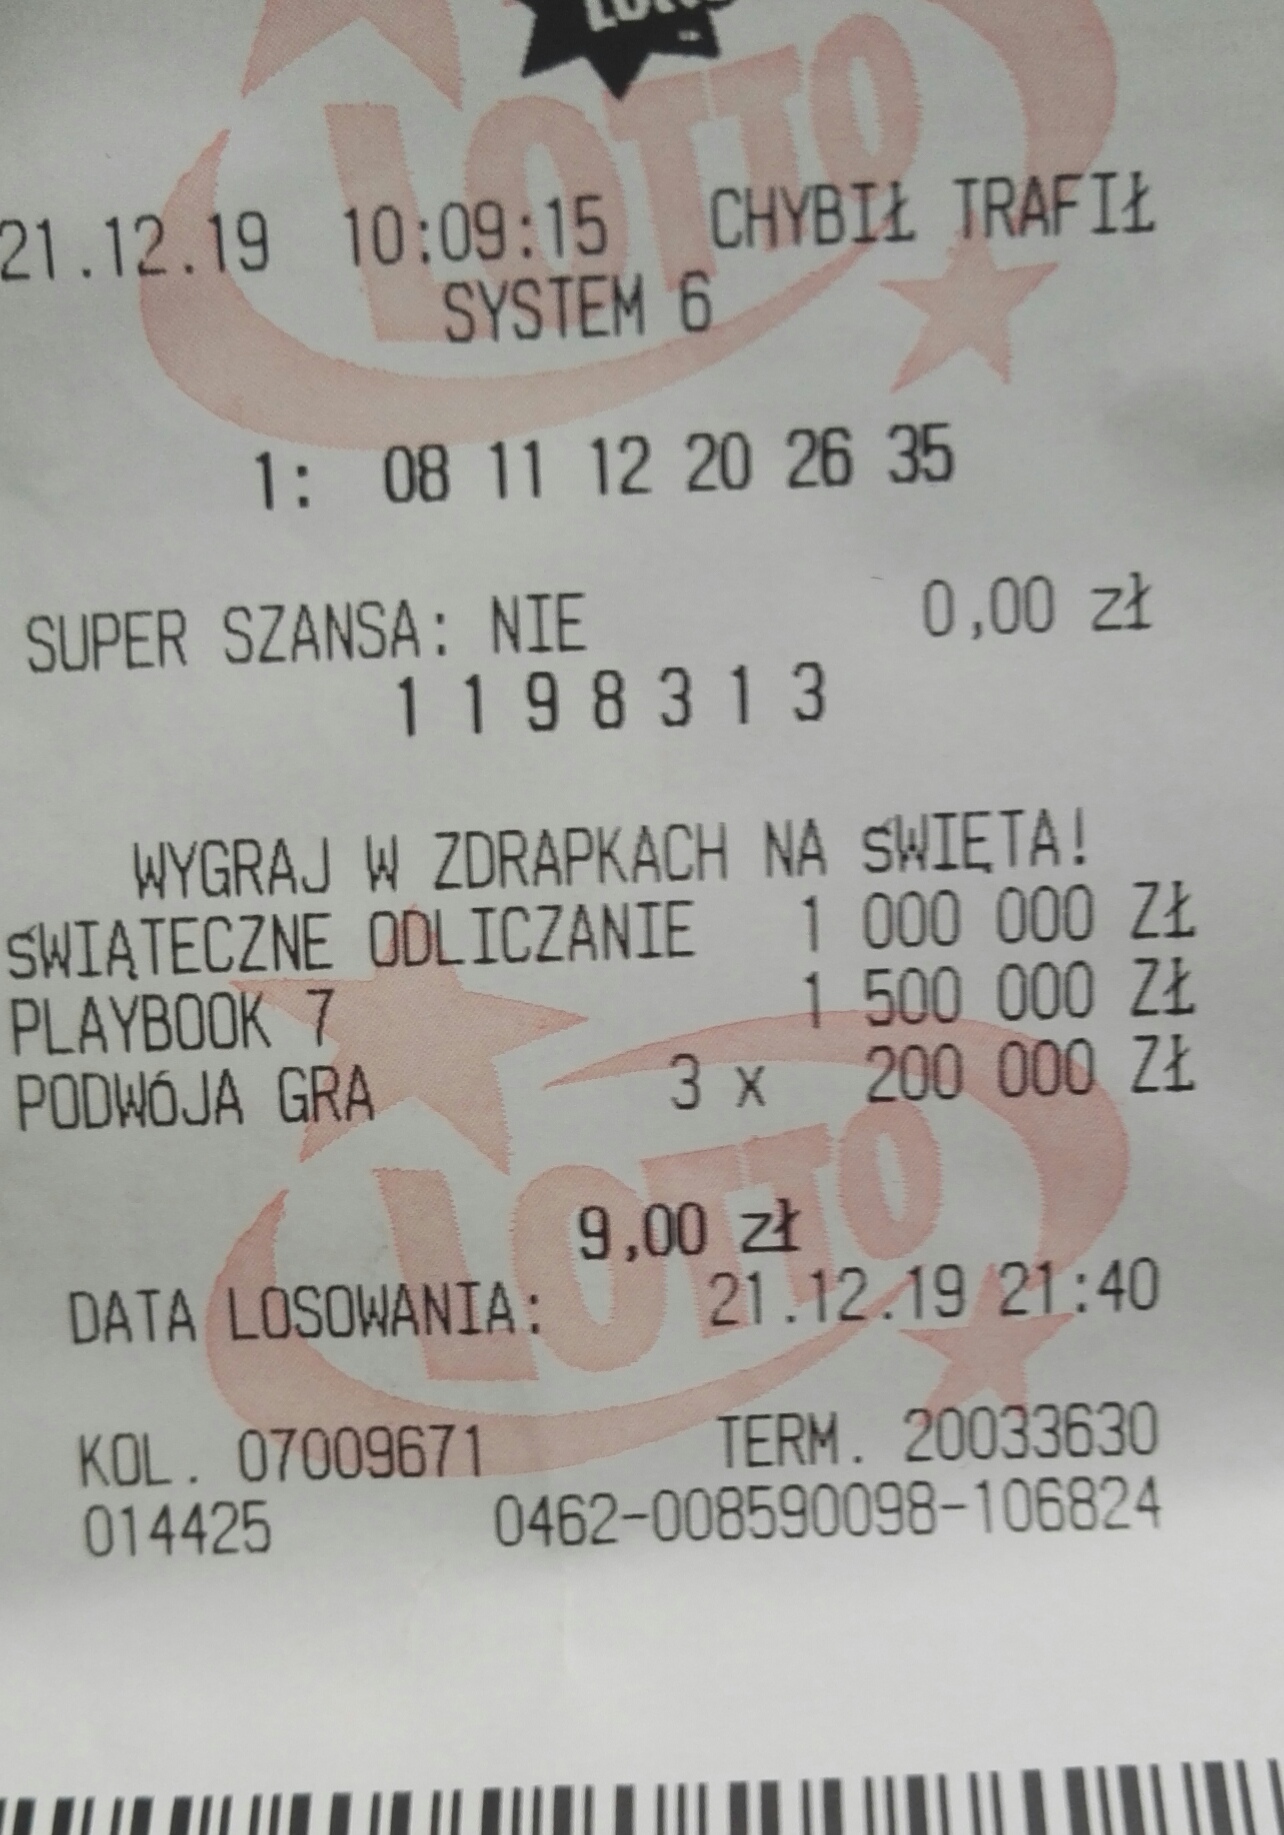 LOTTO
21.12.19 10:09:15 CHYBIŁ TRAFIŁ
SYSTEM 6
1: 08 11 12 20 26 35
SUPER SZANSA: NIE 0,00 zł
1 1 9 8 3 1 3
WYGRAJ W ZDRAPKACH NA ŚWIĘTA!
ŚWIĄTECZNE ODLICZANIE 1 000 000 ZŁ
PLAYBOOK 7 1 500 000 ZŁ
PODWÓJA GRA 3 x 200 000 ZŁ
LOTTO
9,00 zł
DATA LOSOWANIA: 21.12.19 21:40
KOL. 07009671 TERM. 20033630
014425 0462-008590098-106824